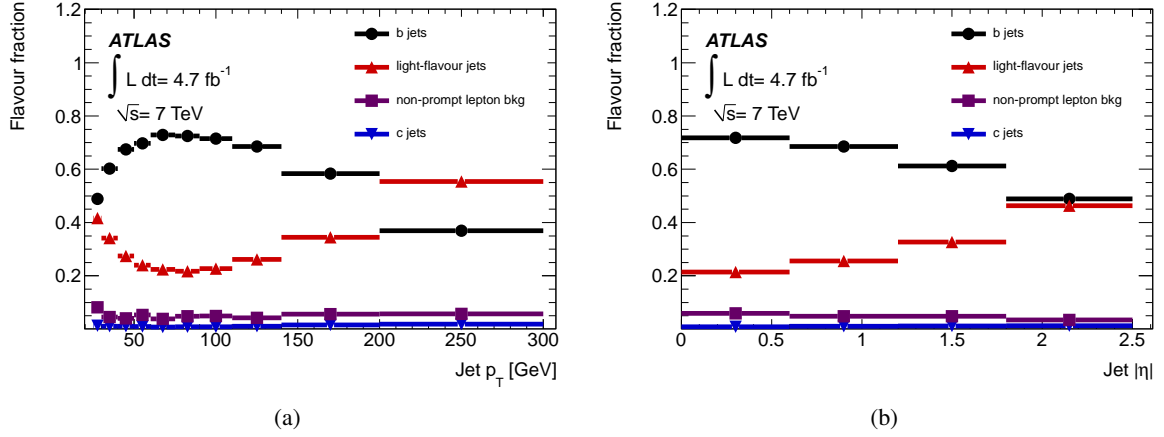 Flavour fraction
1.2
1
0.8
0.6
0.4
0.2
ATLAS
∫ L dt= 4.7 fb⁻¹
√s= 7 TeV
b jets
light-flavour jets
non-prompt lepton bkg
c jets
50 100 150 200 250 300
Jet p_T [GeV]
(a)
Flavour fraction
1.2
1
0.8
0.6
0.4
0.2
0
ATLAS
∫ L dt= 4.7 fb⁻¹
√s= 7 TeV
b jets
light-flavour jets
non-prompt lepton bkg
c jets
0 0.5 1 1.5 2 2.5
Jet |η|
(b)